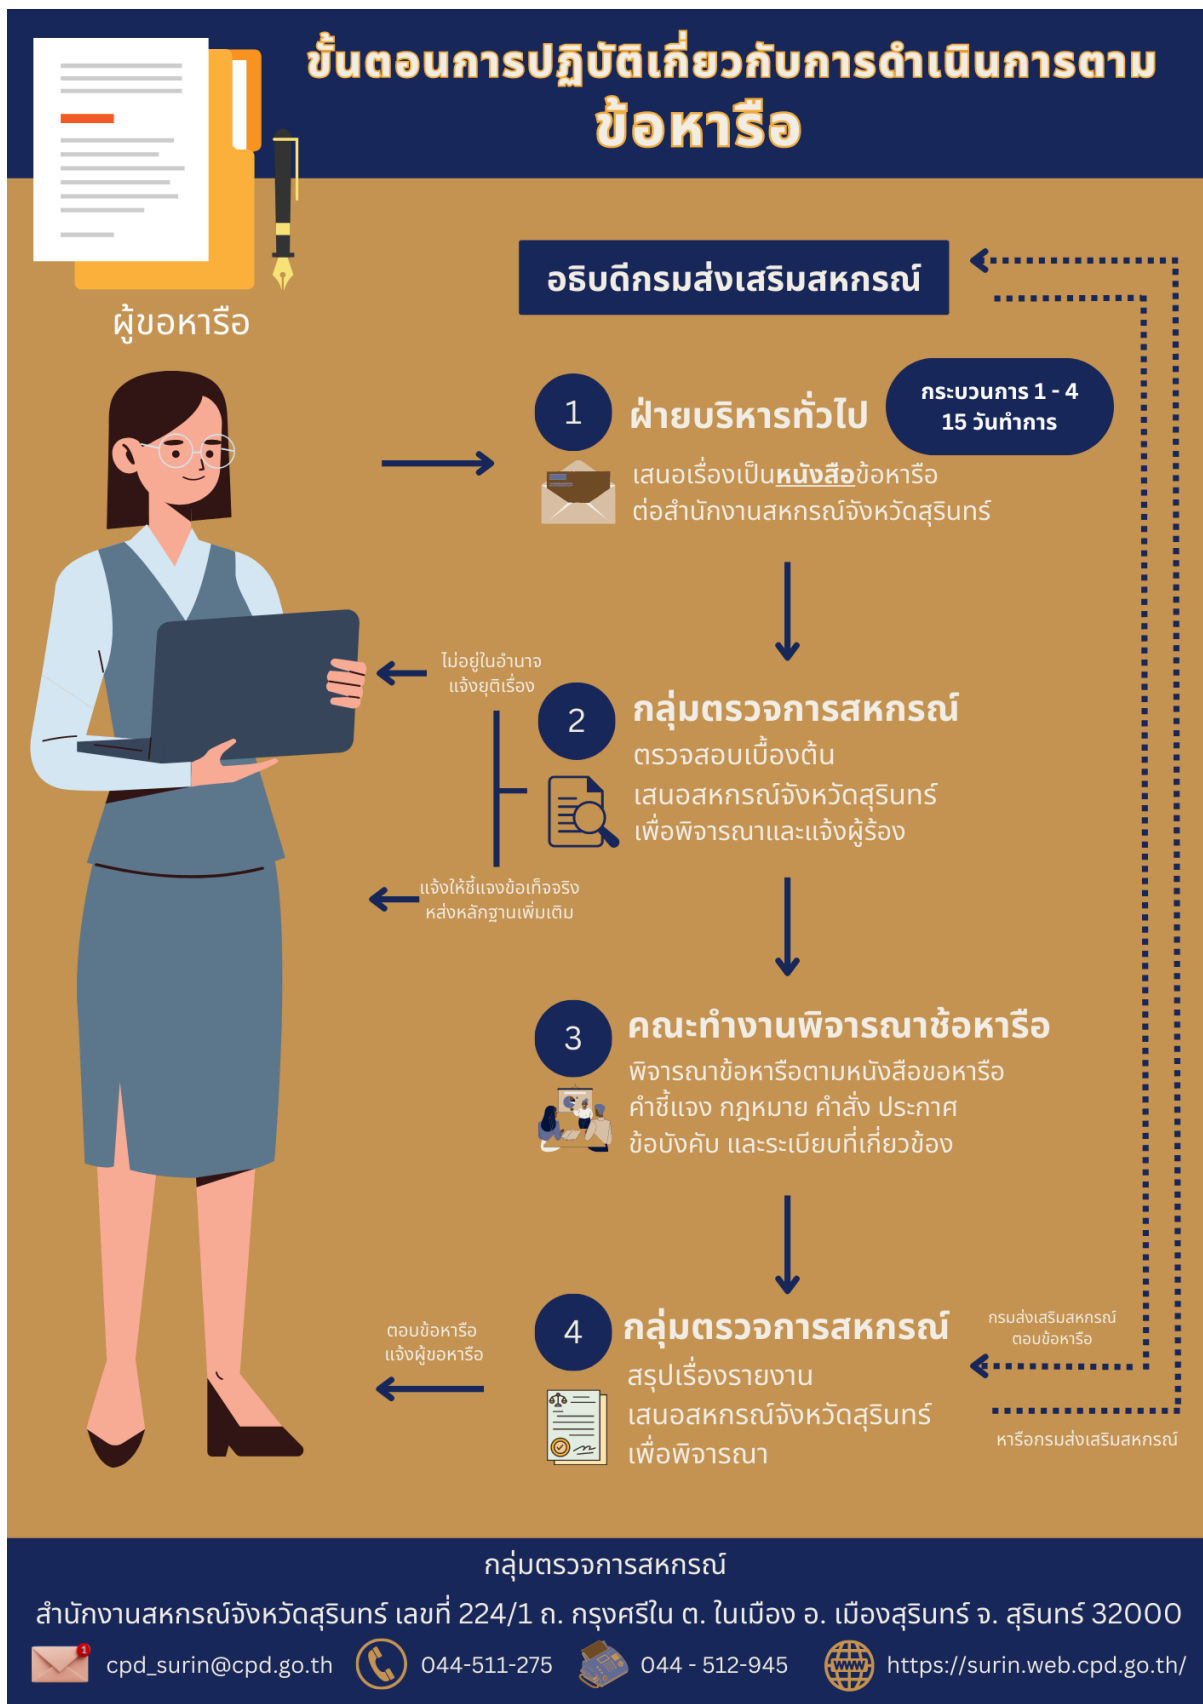 ขั้นตอนการปฏิบัติเกี่ยวกับการดำเนินการตาม
ข้อหารือ
ผู้ขอหารือ
อธิบดีกรมส่งเสริมสหกรณ์
1
ฝ่ายบริหารทั่วไป
กระบวนการ 1 - 4
15 วันทำการ
เสนอเรื่องเป็นหนังสือข้อหารือ
ต่อสำนักงานสหกรณ์จังหวัดสุรินทร์
ไม่อยู่ในอำนาจ
แจ้งยุติเรื่อง
2
กลุ่มตรวจการสหกรณ์
ตรวจสอบเบื้องต้น
เสนอสหกรณ์จังหวัดสุรินทร์
เพื่อพิจารณาและแจ้งผู้ร้อง
แจ้งให้ชี้แจงข้อเท็จจริง
หส่งหลักฐานเพิ่มเติม
3
คณะทำงานพิจารณาช้อหารือ
พิจารณาข้อหารือตามหนังสือขอหารือ
คำชี้แจง กฎหมาย คำสั่ง ประกาศ
ข้อบังคับ และระเบียบที่เกี่ยวข้อง
ตอบข้อหารือ
แจ้งผู้ขอหารือ
4
กลุ่มตรวจการสหกรณ์
สรุปเรื่องรายงาน
เสนอสหกรณ์จังหวัดสุรินทร์
เพื่อพิจารณา
กรมส่งเสริมสหกรณ์
ตอบข้อหารือ
หารือกรมส่งเสริมสหกรณ์
กลุ่มตรวจการสหกรณ์
สำนักงานสหกรณ์จังหวัดสุรินทร์ เลขที่ 224/1 ถ. กรุงศรีใน ต. ในเมือง อ. เมืองสุรินทร์ จ. สุรินทร์ 32000
1
cpd_surin@cpd.go.th
044-511-275
044 - 512-945
WWW
https://surin.web.cpd.go.th/